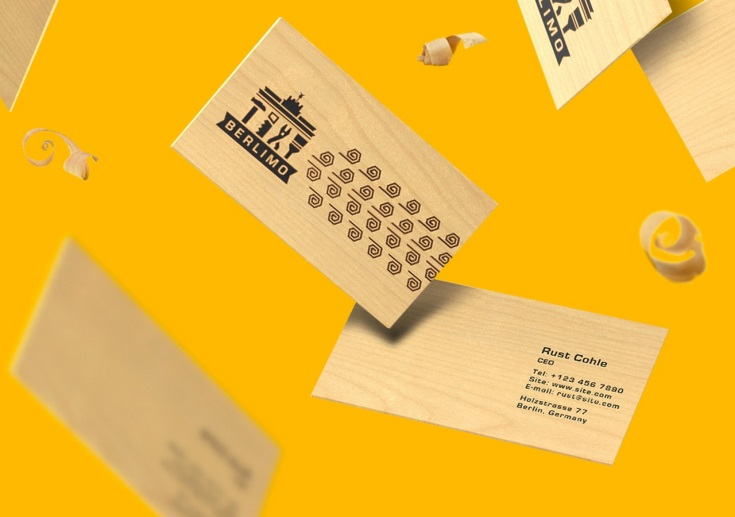 BERLIMO
Rust Cohle
CEO
Tel: +123 456 7890
Site: www.site.com
E-mail: rust@site.com
Holzstrasse 77
Berlin, Germany